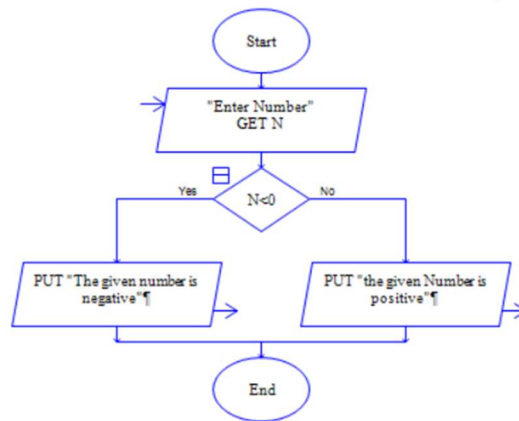 Start
"Enter Number"
GET N
Yes
N<0
No
PUT "The given number is
negative"¶
PUT "the given Number is
positive"¶
End